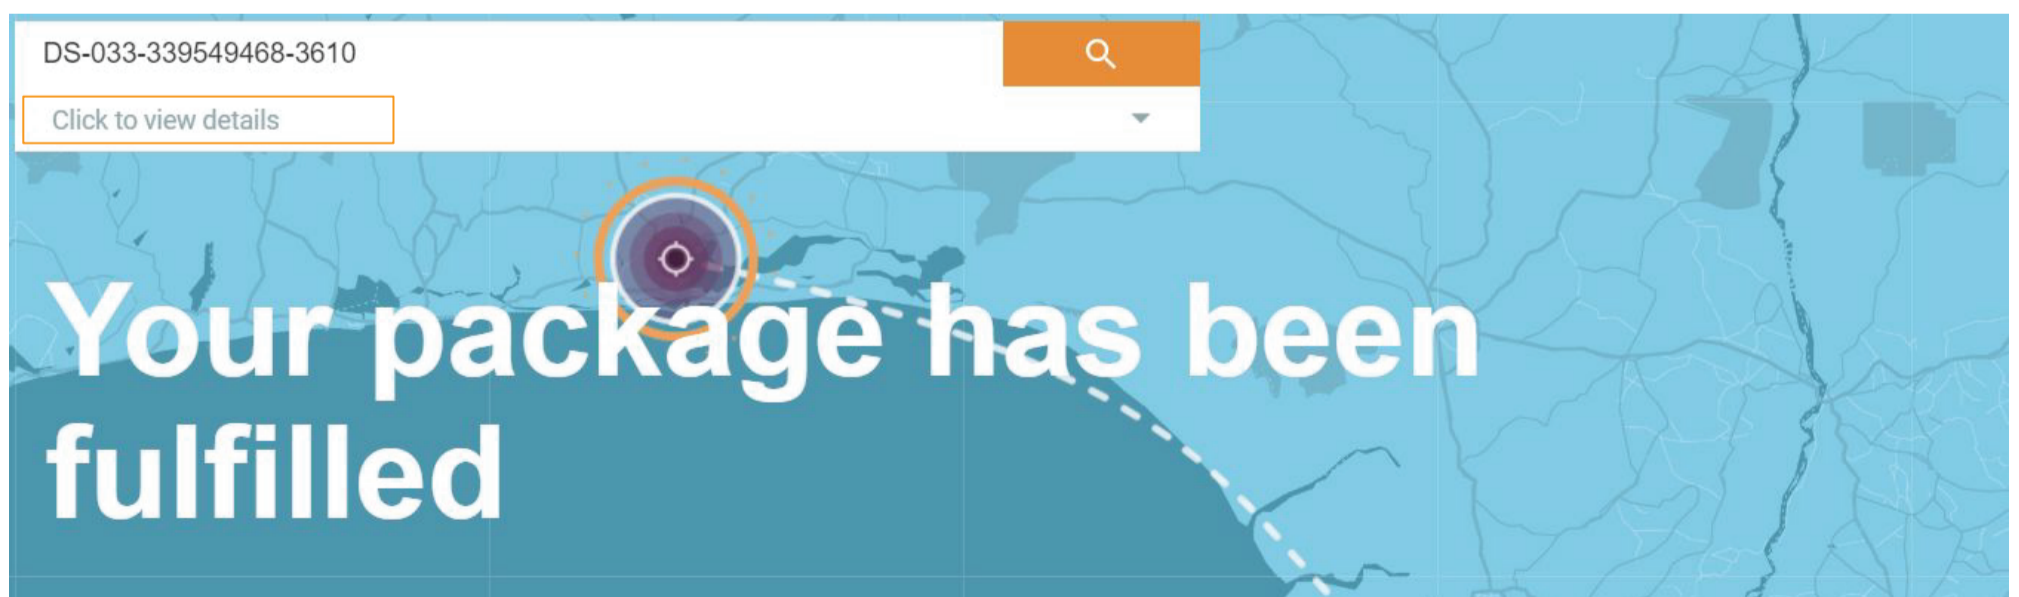 DS-033-339549468-3610
Click to view details
Your package has been
fulfilled